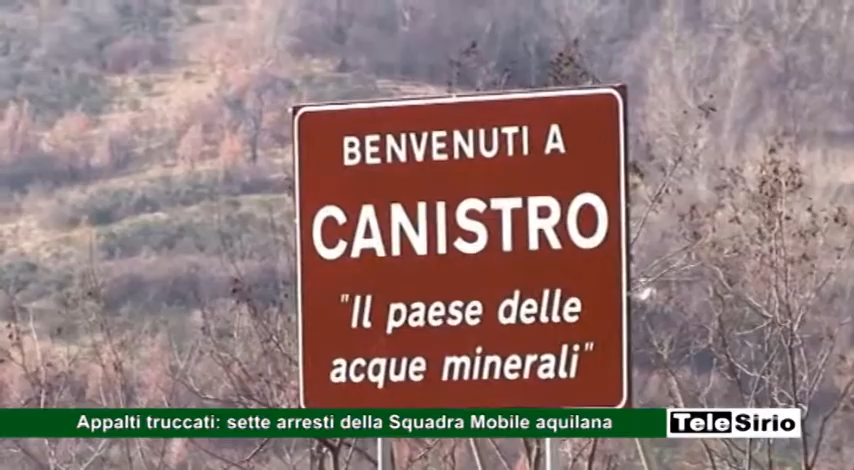 BENVENUTI A
CANISTRO
"Il paese delle
acque minerali"
Appalti truccati: sette arresti della Squadra Mobile aquilana
TeleSirio